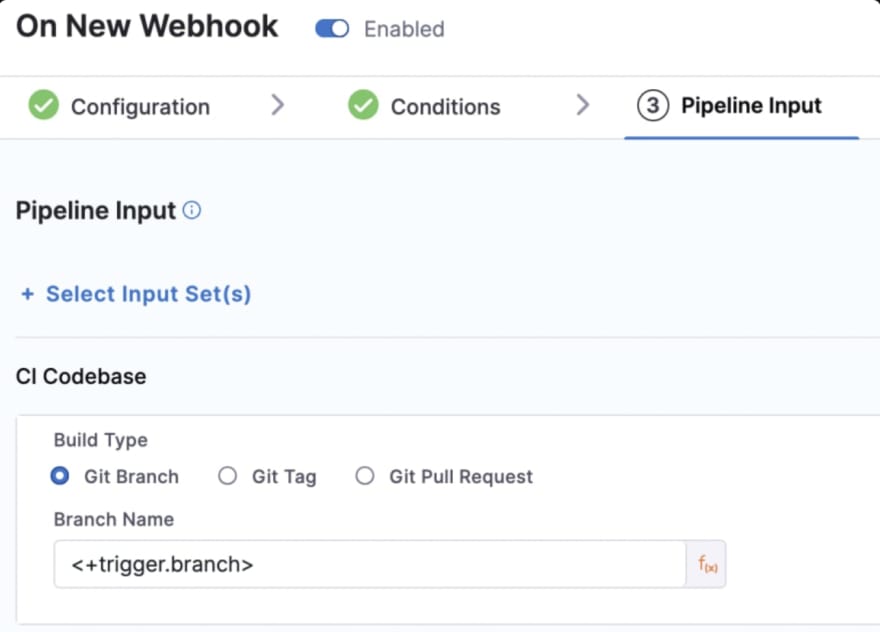 On New Webhook Enabled
Configuration > Conditions > 3 Pipeline Input
Pipeline Input
+ Select Input Set(s)
CI Codebase
Build Type
Git Branch Git Tag Git Pull Request
Branch Name
<+trigger.branch> f(x)